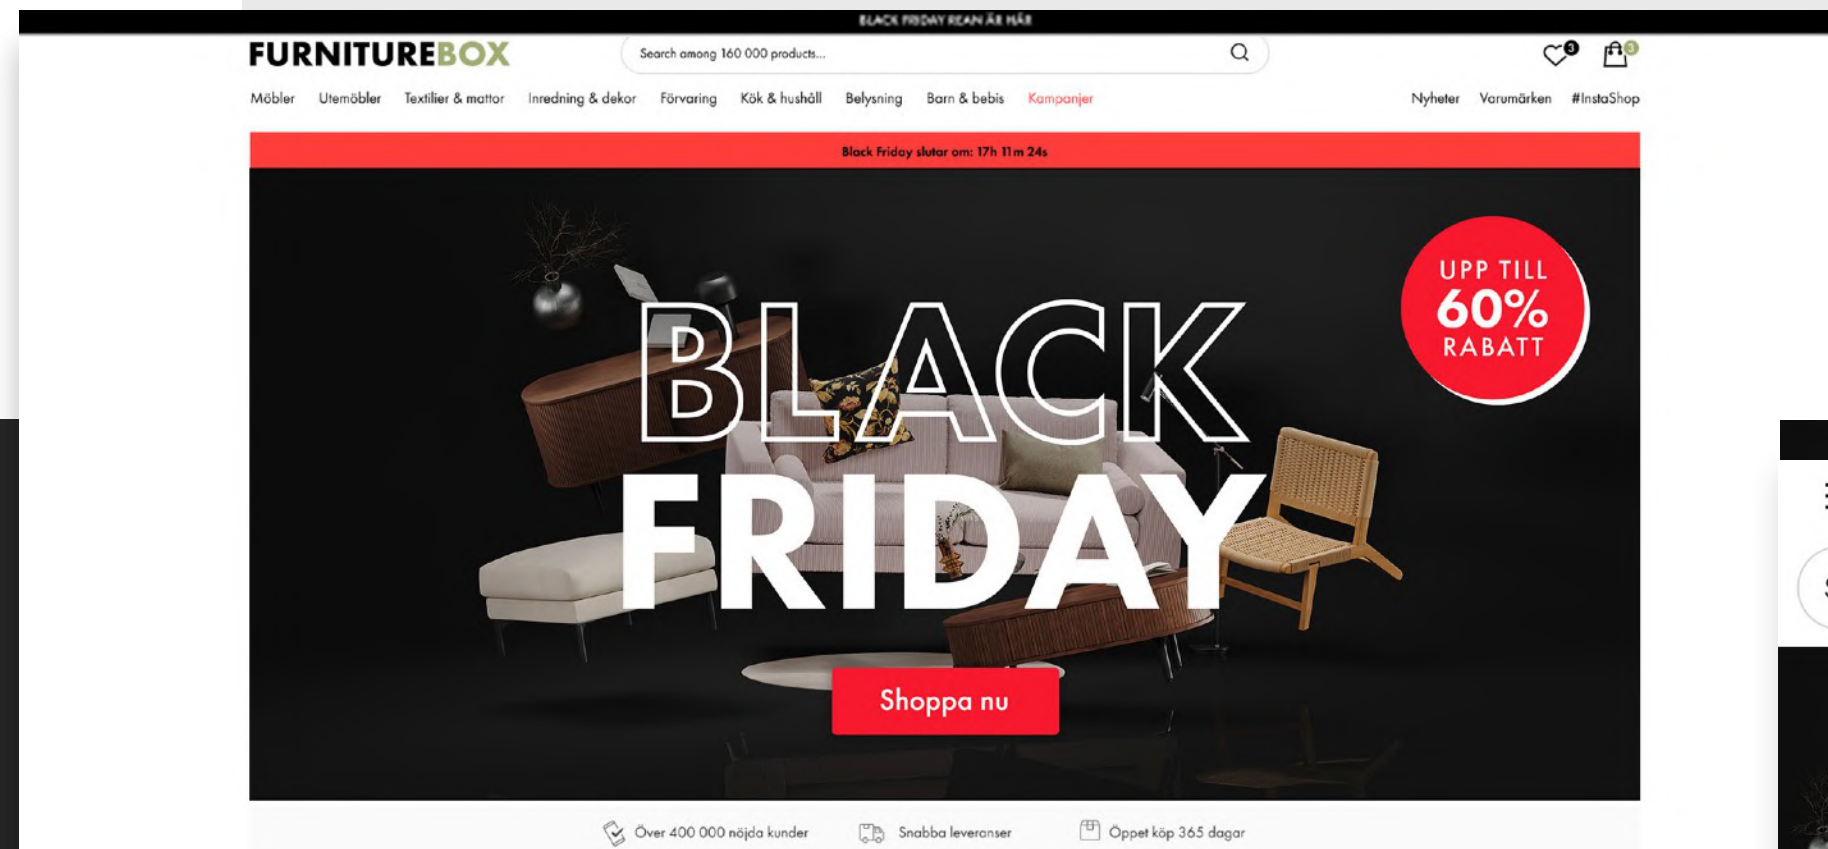 BLACK FRIDAY REAN ÄR HÄR
FURNITUREBOX
Search among 160 000 products...
3
3
Möbler Utemöbler Textilier & mattor Inredning & dekor Förvaring Kök & hushåll Belysning Barn & bebis Kampanjer Nyheter Varumärken #InstaShop
Black Friday slutar om: 17h 11m 24s
UPP TILL
60%
RABATT
BLACK
FRIDAY
Shoppa nu
Över 400 000 nöjda kunder Snabba leveranser Öppet köp 365 dagar